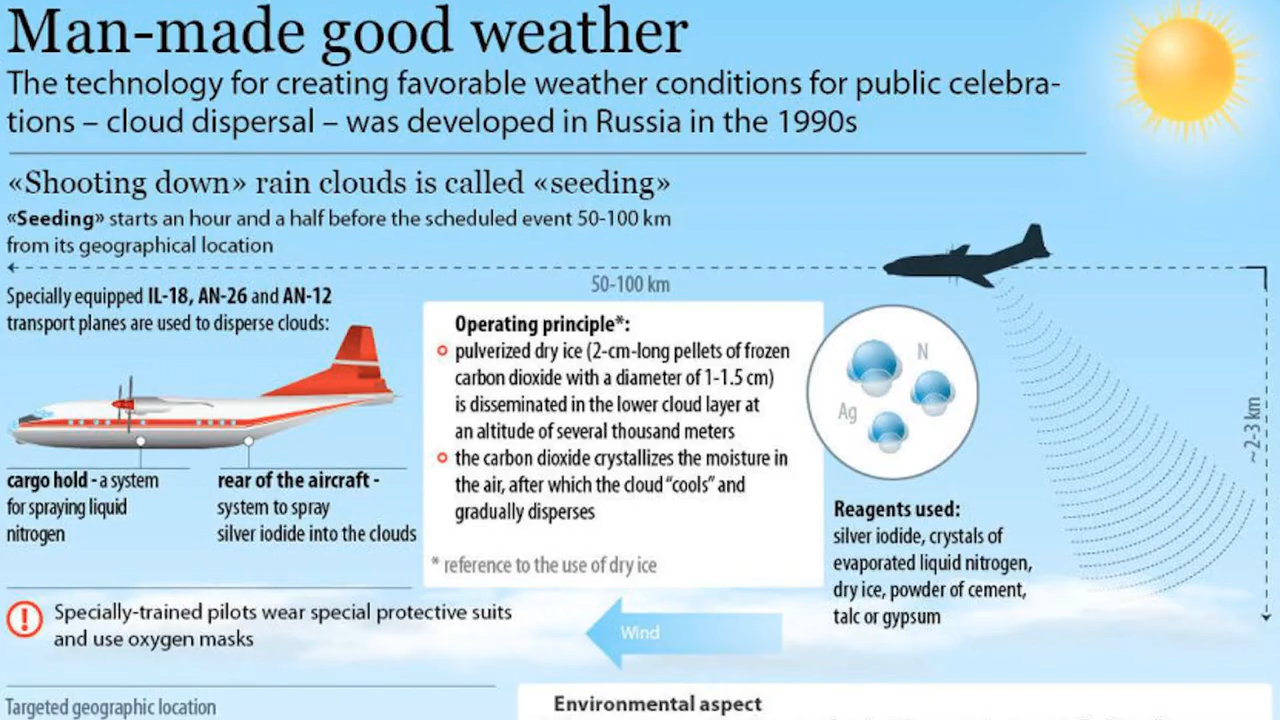 Man-made good weather
The technology for creating favorable weather conditions for public celebra-
tions – cloud dispersal – was developed in Russia in the 1990s
«Shooting down» rain clouds is called «seeding»
«Seeding» starts an hour and a half before the scheduled event 50-100 km
from its geographical location
50-100 km
Specially equipped IL-18, AN-26 and AN-12
transport planes are used to disperse clouds:
cargo hold - a system
for spraying liquid
nitrogen
rear of the aircraft -
system to spray
silver iodide into the clouds
Operating principle*:
pulverized dry ice (2-cm-long pellets of frozen
carbon dioxide with a diameter of 1-1.5 cm)
is disseminated in the lower cloud layer at
an altitude of several thousand meters
the carbon dioxide crystallizes the moisture in
the air, after which the cloud “cools” and
gradually disperses
* reference to the use of dry ice
N
Ag
~2-3 km
Reagents used:
silver iodide, crystals of
evaporated liquid nitrogen,
dry ice, powder of cement,
talc or gypsum
Specially-trained pilots wear special protective suits
and use oxygen masks
Wind
Targeted geographic location
Environmental aspect